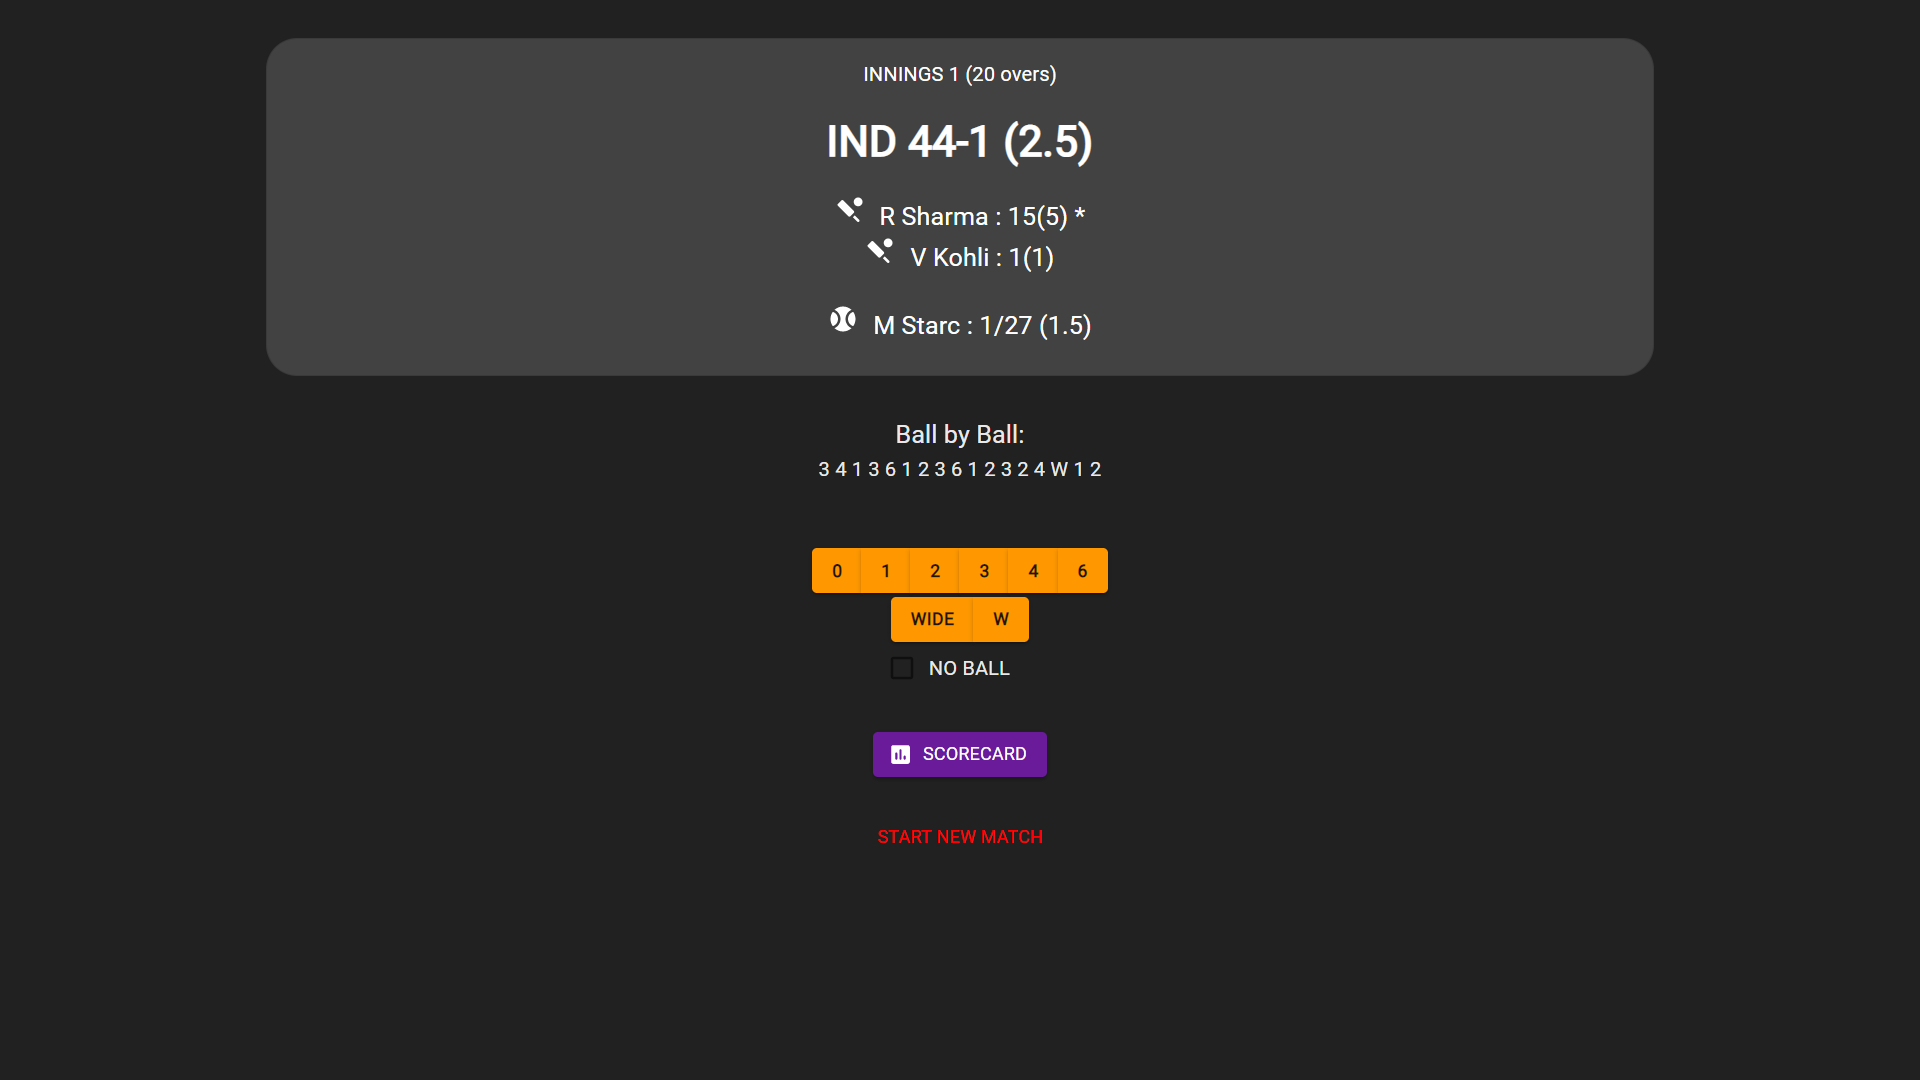 INNINGS 1 (20 overs)
IND 44-1 (2.5)
R Sharma : 15(5) *
V Kohli : 1(1)
M Starc : 1/27 (1.5)
Ball by Ball:
3 4 1 3 6 1 2 3 6 1 2 3 2 4 W 1 2
0 1 2 3 4 6
WIDE W
NO BALL
SCORECARD
START NEW MATCH